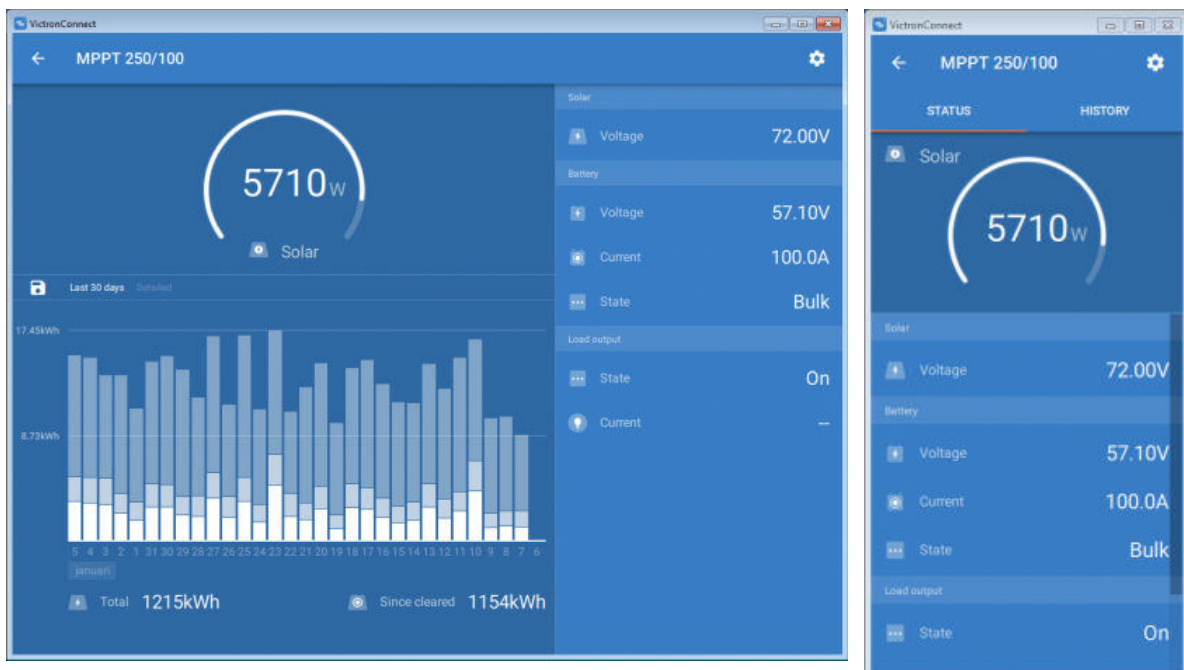 VictronConnect
MPPT 250/100
5710W
Solar
Last 30 days Detailed
17.45kWh
8.73kWh
5 4 3 2 1 31 30 29 28 27 26 25 24 23 22 21 20 19 18 17 16 15 14 13 12 11 10 9 8 7 6
januari
Total 1215kWh Since cleared 1154kWh
Solar
Voltage 72.00V
Battery
Voltage 57.10V
Current 100.0A
State Bulk
Load output
State On
Current --
VictronConnect
MPPT 250/100
STATUS HISTORY
Solar
5710W
Solar
Voltage 72.00V
Battery
Voltage 57.10V
Current 100.0A
State Bulk
Load output
State On